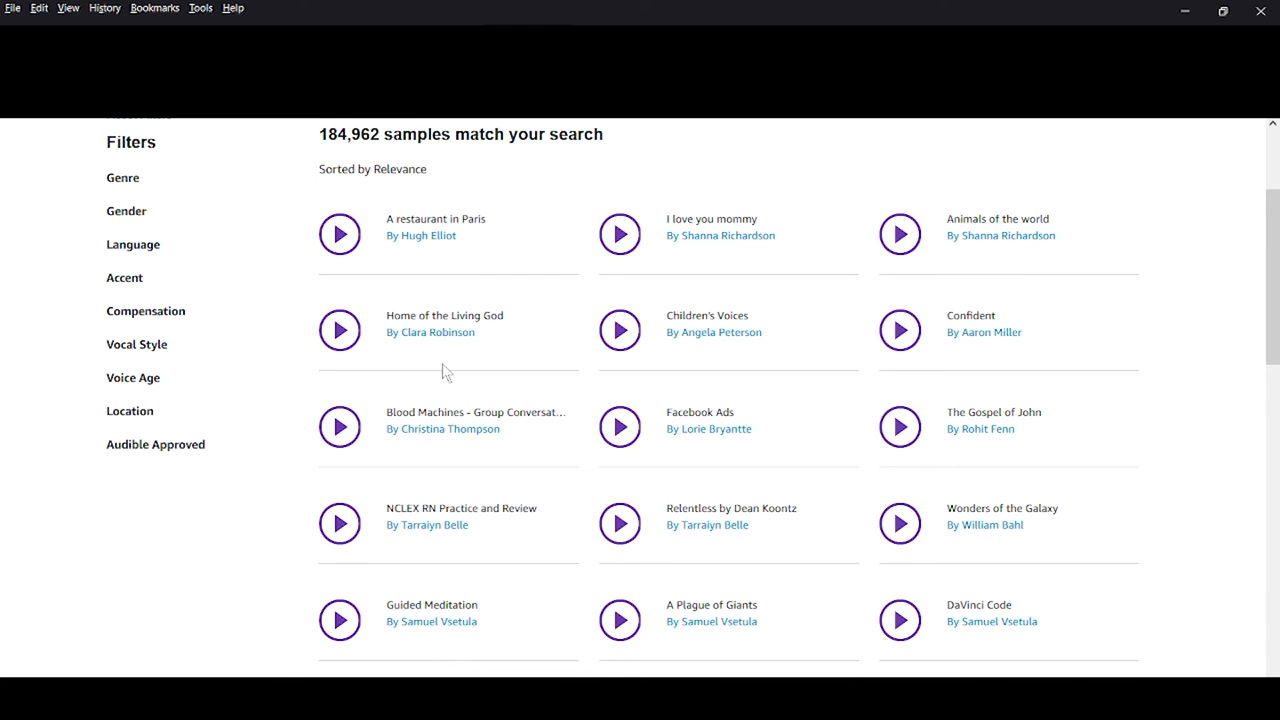 File Edit View History Bookmarks Tools Help
184,962 samples match your search
Filters
Sorted by Relevance
Genre
Gender
Language
Accent
Compensation
Vocal Style
Voice Age
Location
Audible Approved
A restaurant in Paris
By Hugh Elliot
I love you mommy
By Shanna Richardson
Animals of the world
By Shanna Richardson
Home of the Living God
By Clara Robinson
Children's Voices
By Angela Peterson
Confident
By Aaron Miller
Blood Machines - Group Conversat...
By Christina Thompson
Facebook Ads
By Lorie Bryantte
The Gospel of John
By Rohit Fenn
NCLEX RN Practice and Review
By Tarraiyn Belle
Relentless by Dean Koontz
By Tarraiyn Belle
Wonders of the Galaxy
By William Bahl
Guided Meditation
By Samuel Vsetula
A Plague of Giants
By Samuel Vsetula
DaVinci Code
By Samuel Vsetula